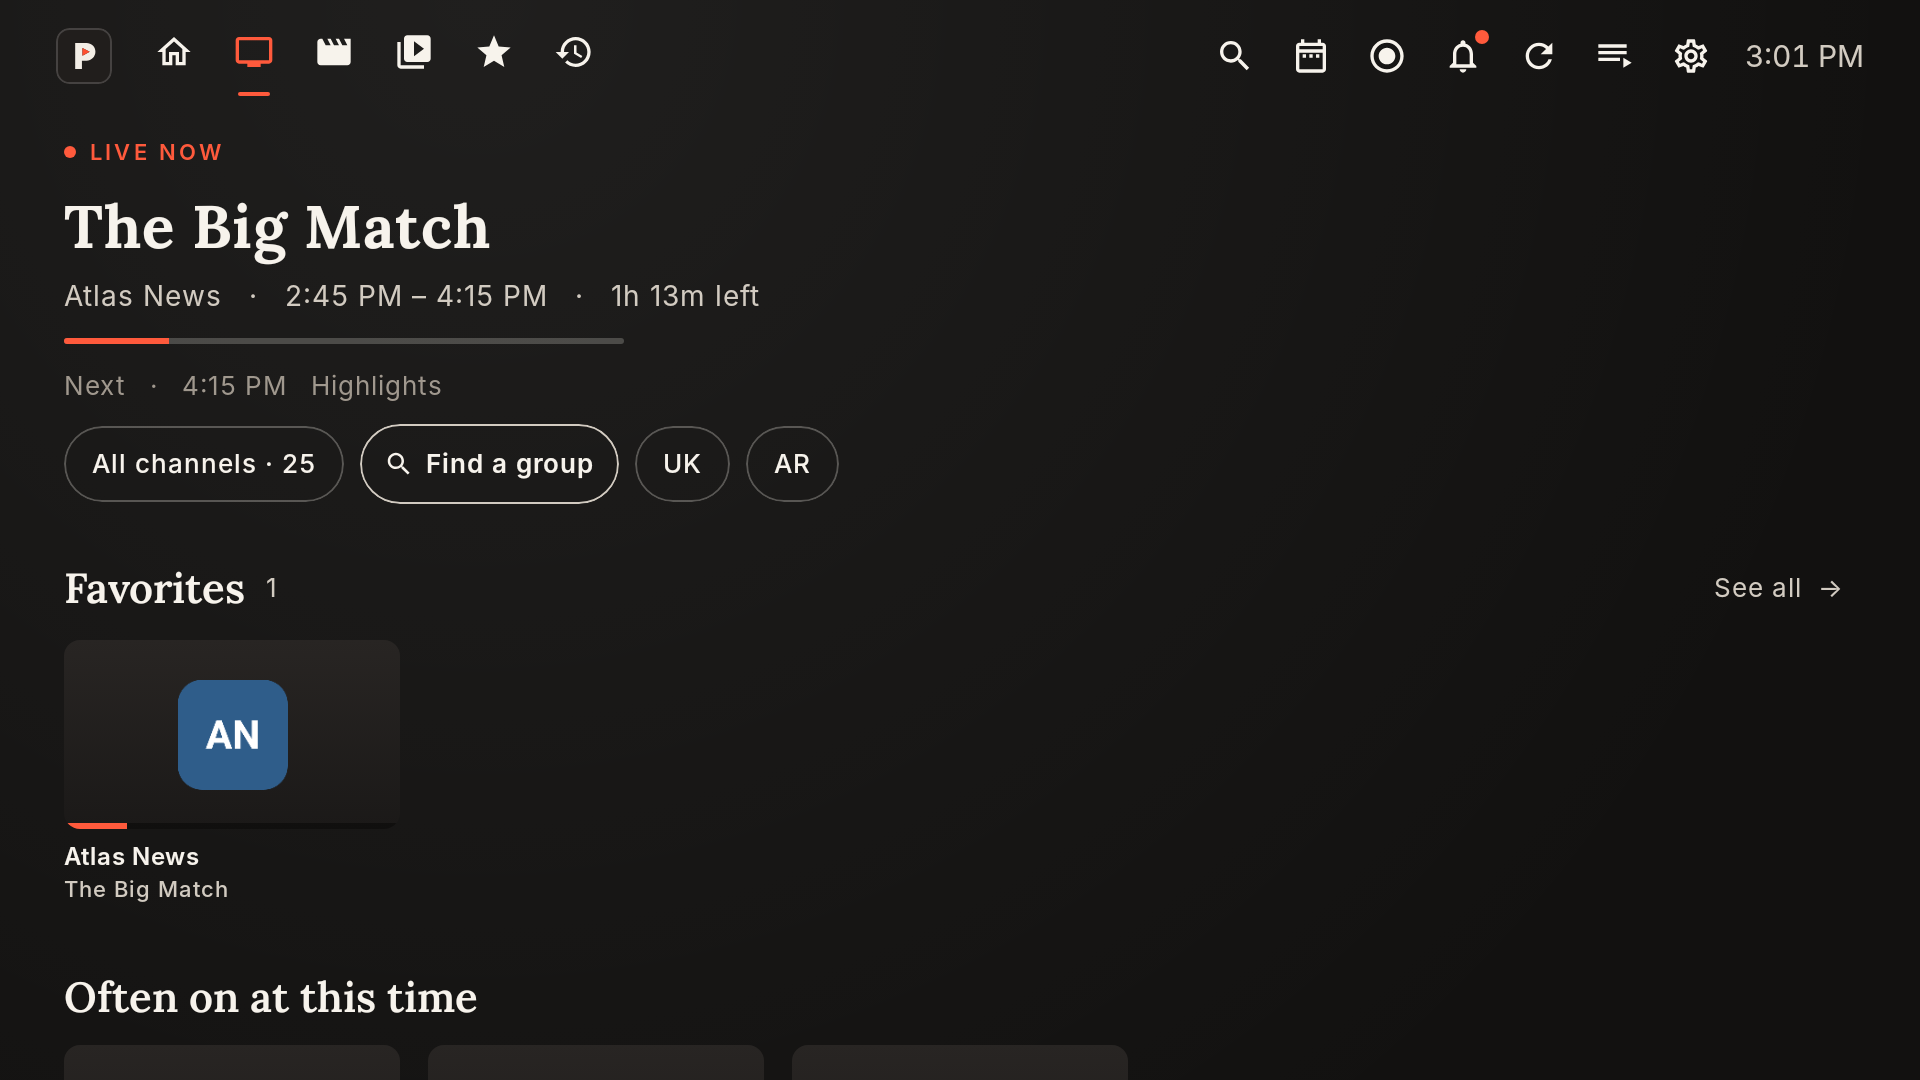 P
3:01 PM
LIVE NOW
The Big Match
Atlas News · 2:45 PM – 4:15 PM · 1h 13m left
Next · 4:15 PM Highlights
All channels · 25
Find a group
UK
AR
Favorites 1
See all →
AN
Atlas News
The Big Match
Often on at this time